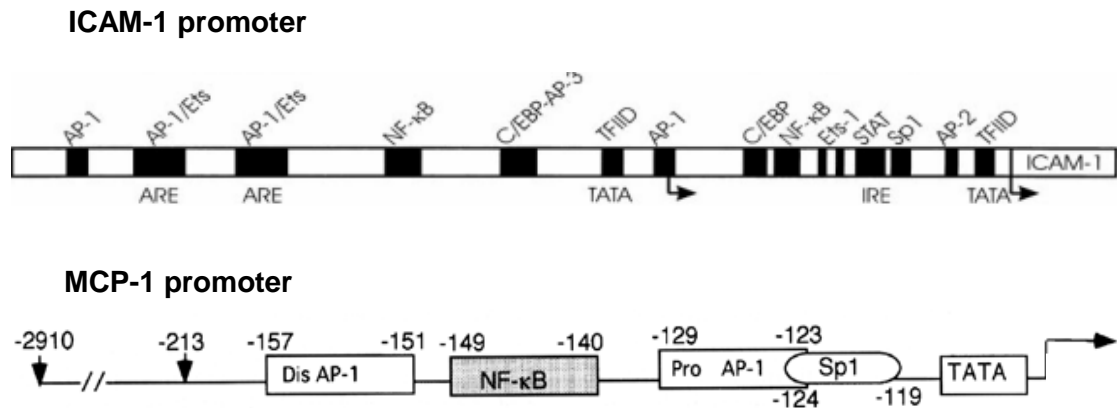 ICAM-1 promoter
AP-1 AP-1/Ets AP-1/Ets NF-κB C/EBP-AP-3 TFIID AP-1 C/EBP NF-κB Ets-1 STAT Sp1 AP-2 TFIID
ICAM-1
ARE ARE TATA IRE TATA
MCP-1 promoter
-2910 -213 -157 -151 -149 -140 -129 -123
Dis AP-1 NF-κB Pro AP-1 Sp1 TATA
-124 -119